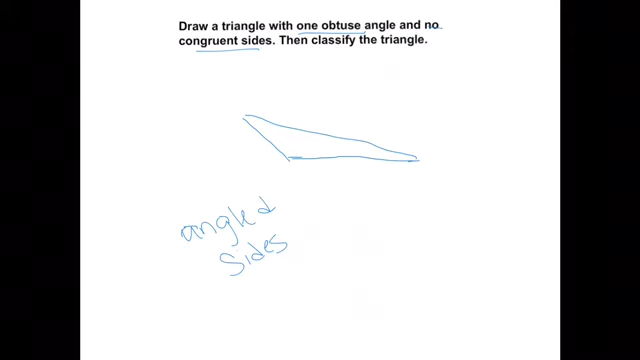 Draw a triangle with one obtuse angle and no
congruent sides. Then classify the triangle.
angled
sides